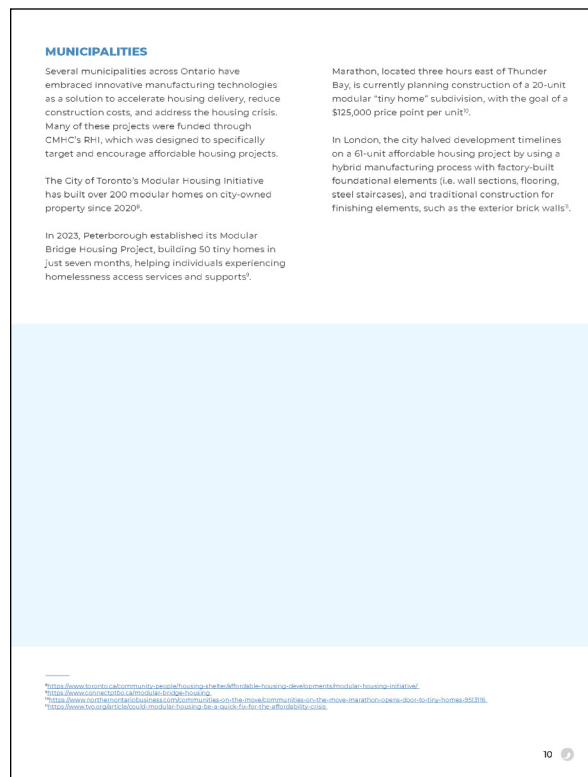 MUNICIPALITIES
Several municipalities across Ontario have
embraced innovative manufacturing technologies
as a solution to accelerate housing delivery, reduce
construction costs, and address the housing crisis.
Many of these projects were funded through
CMHC's RHI, which was designed to specifically
target and encourage affordable housing projects.
The City of Toronto's Modular Housing Initiative
has built over 200 modular homes on city-owned
property since 2020⁸.
In 2023, Peterborough established its Modular
Bridge Housing Project, building 50 tiny homes in
just seven months, helping individuals experiencing
homelessness access services and supports⁹.
Marathon, located three hours east of Thunder
Bay, is currently planning construction of a 20-unit
modular "tiny home" subdivision, with the goal of a
$125,000 price point per unit¹⁰.
In London, the city halved development timelines
on a 61-unit affordable housing project by using a
hybrid manufacturing process with factory-built
foundational elements (i.e. wall sections, flooring,
steel staircases), and traditional construction for
finishing elements, such as the exterior brick walls¹¹.
⁸https://www.toronto.ca/community-people/housing-shelter/affordable-housing-developments/modular-housing-initiative/
⁹https://www.connectptbo.ca/modular-bridge-housing
¹⁰https://www.northernontariobusiness.com/communities-on-the-move/communities-on-the-move-marathon-opens-door-to-tiny-homes-9513116
¹¹https://www.tvo.org/article/could-modular-housing-be-a-quick-fix-for-the-affordability-crisis
10